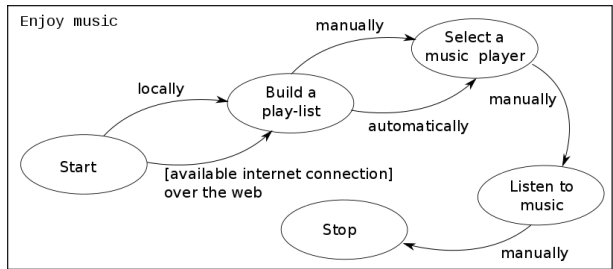 Enjoy music
manually
Select a
music player
locally
Build a
play-list
manually
automatically
Start
[available internet connection]
over the web
Listen to
music
Stop
manually